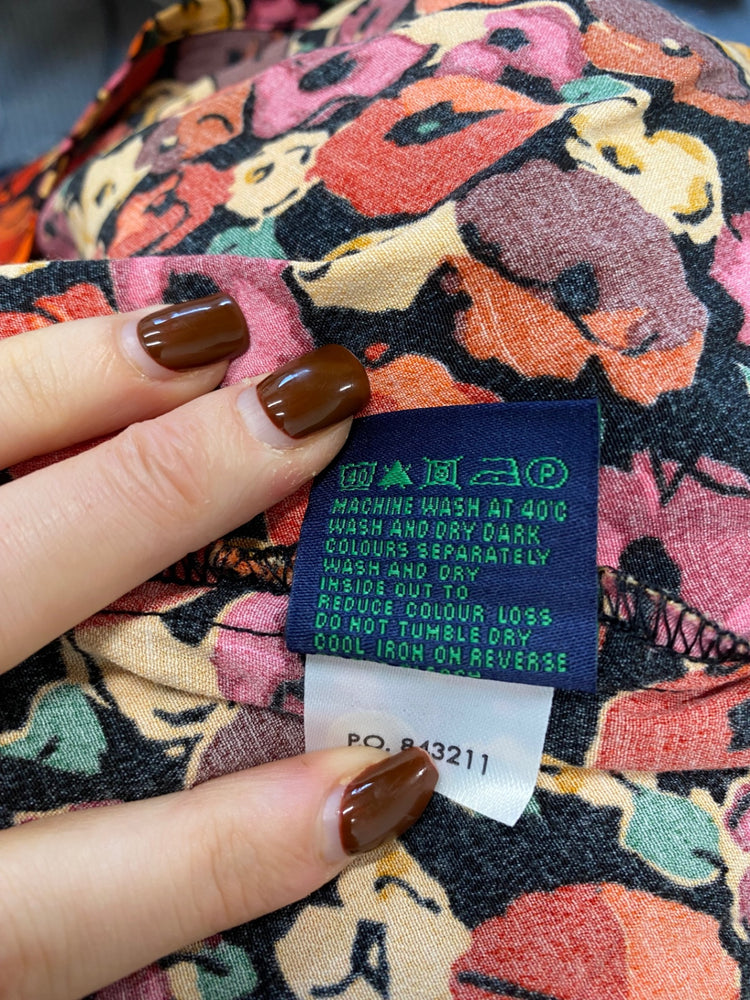 40 P
MACHINE WASH AT 40°C
WASH AND DRY DARK
COLOURS SEPARATELY
WASH AND DRY
INSIDE OUT TO
REDUCE COLOUR LOSS
DO NOT TUMBLE DRY
COOL IRON ON REVERSE
P.O. 843211